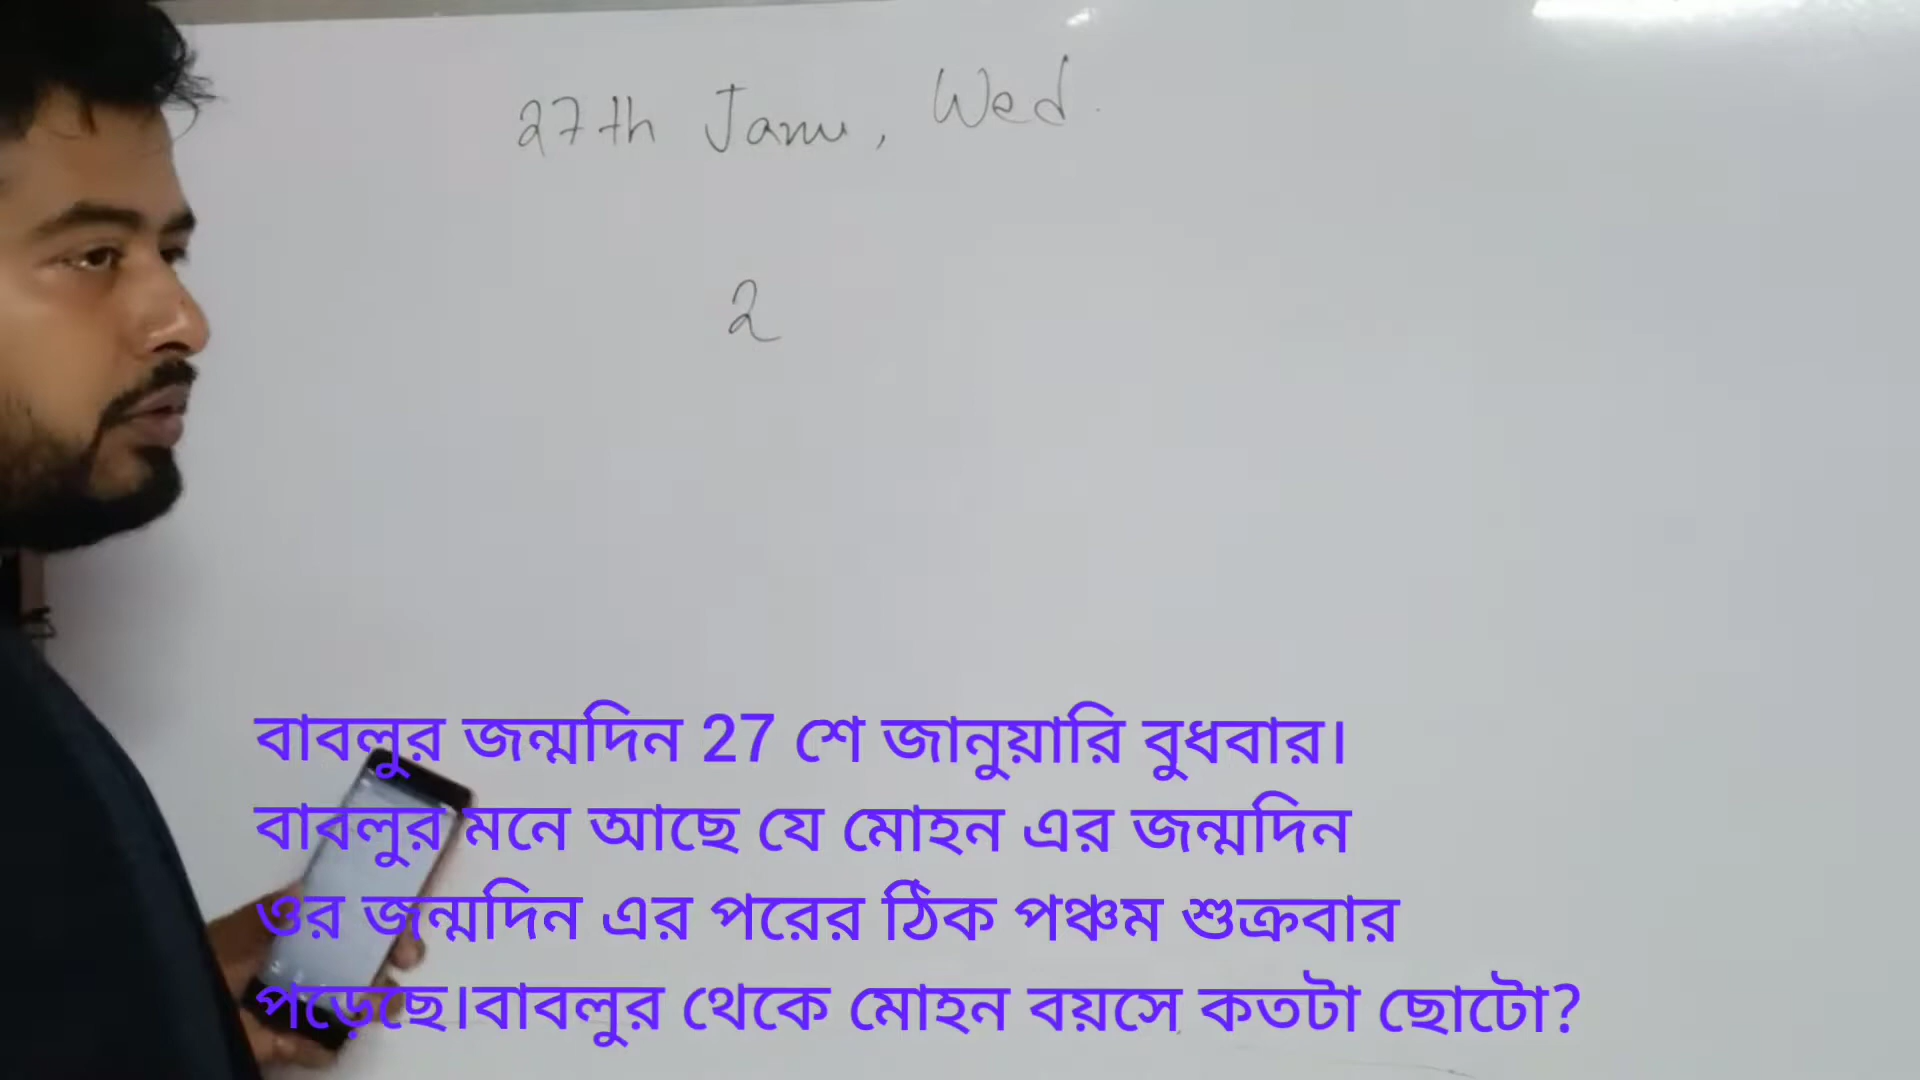 27th Janu, Wed.
2
বাবলুর জন্মদিন 27 শে জানুয়ারি বুধবার।
বাবলুর মনে আছে যে মোহন এর জন্মদিন
ওর জন্মদিন এর পরের ঠিক পঞ্চম শুক্রবার
পড়েছে।বাবলুর থেকে মোহন বয়সে কতটা ছোটো?